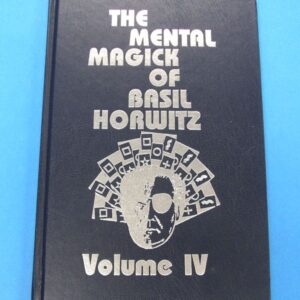 THE
MENTAL
MAGICK
OF
BASIL
HORWITZ
Volume IV